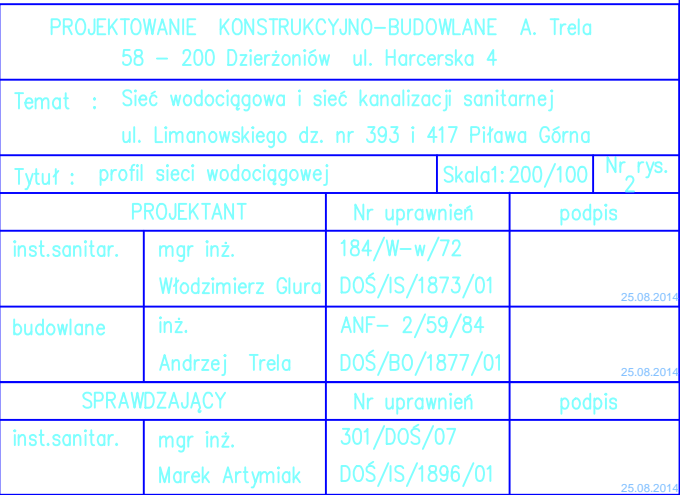 PROJEKTOWANIE KONSTRUKCYJNO-BUDOWLANE A. Trela
58 - 200 Dzierżoniów ul. Harcerska 4
Temat : Sieć wodociągowa i sieć kanalizacji sanitarnej
ul. Limanowskiego dz. nr 393 i 417 Piława Górna
Tytuł : profil sieci wodociągowej Skala1:200/100 Nr rys. 2
PROJEKTANT Nr uprawnień podpis
inst.sanitar. mgr inż. 184/W-w/72
Włodzimierz Glura DOŚ/IS/1873/01 25.08.2014
budowlane inż. ANF- 2/59/84
Andrzej Trela DOŚ/BO/1877/01 25.08.2014
SPRAWDZAJĄCY Nr uprawnień podpis
inst.sanitar. mgr inż. 301/DOŚ/07
Marek Artymiak DOŚ/IS/1896/01 25.08.2014